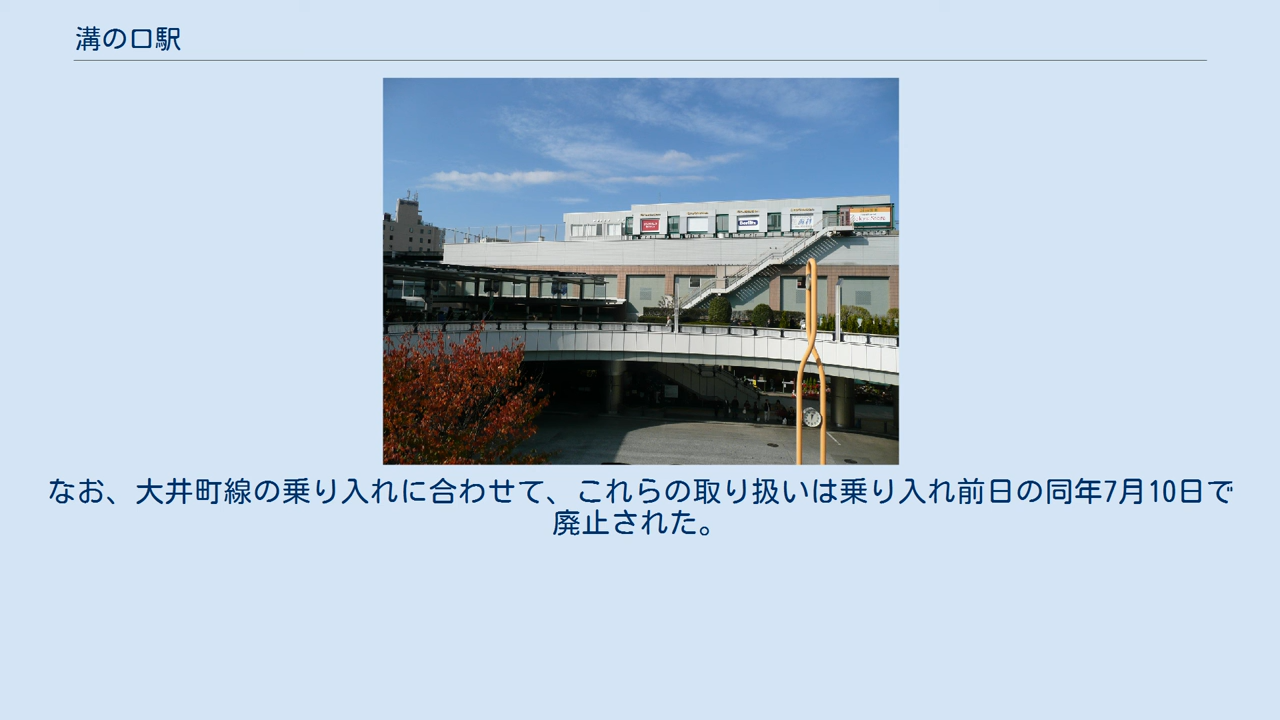 溝の口駅
なお、大井町線の乗り入れに合わせて、これらの取り扱いは乗り入れ前日の同年7月10日で
廃止された。